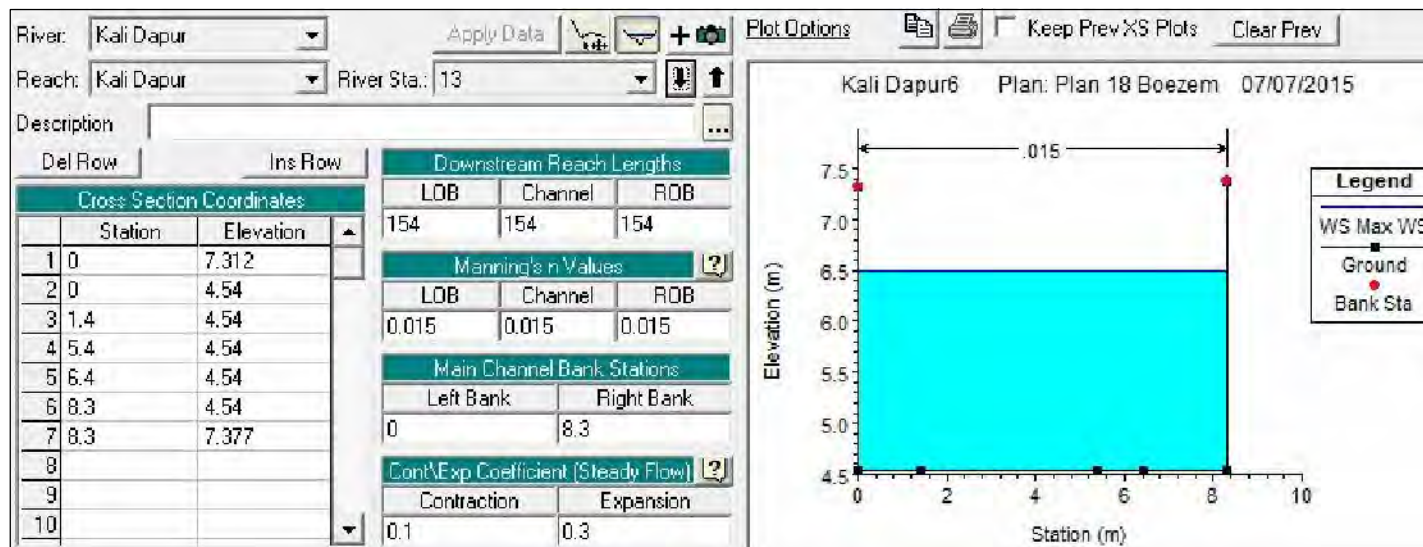 River: Kali Dapur Apply Data +
Reach: Kali Dapur River Sta.: 13
Description ...
Del Row Ins Row
Cross Section Coordinates
Station Elevation
1 0 7.312
2 0 4.54
3 1.4 4.54
4 5.4 4.54
5 6.4 4.54
6 8.3 4.54
7 8.3 7.377
8
9
10
Downstream Reach Lengths
LOB Channel ROB
154 154 154
Manning's n Values ?
LOB Channel ROB
0.015 0.015 0.015
Main Channel Bank Stations
Left Bank Right Bank
0 8.3
Cont\Exp Coefficient (Steady Flow) ?
Contraction Expansion
0.1 0.3
Plot Options Keep Prev XS Plots Clear Prev
Kali Dapur6 Plan: Plan 18 Boezem 07/07/2015
.015
7.5
7.0
6.5
6.0
5.5
5.0
4.5
Elevation (m)
0 2 4 6 8 10
Station (m)
Legend
WS Max WS
Ground
Bank Sta